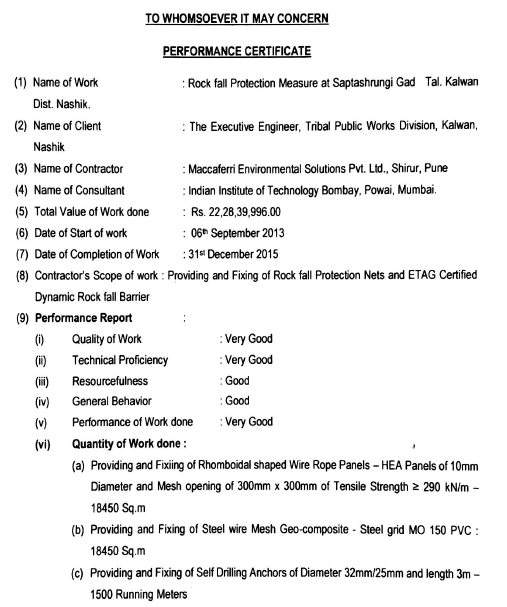 TO WHOMSOEVER IT MAY CONCERN
PERFORMANCE CERTIFICATE
(1) Name of Work : Rock fall Protection Measure at Saptashrungi Gad Tal. Kalwan
Dist. Nashik.
(2) Name of Client : The Executive Engineer, Tribal Public Works Division, Kalwan,
Nashik
(3) Name of Contractor : Maccaferri Environmental Solutions Pvt. Ltd., Shirur, Pune
(4) Name of Consultant : Indian Institute of Technology Bombay, Powai, Mumbai.
(5) Total Value of Work done : Rs. 22,28,39,996.00
(6) Date of Start of work : 06th September 2013
(7) Date of Completion of Work : 31st December 2015
(8) Contractor's Scope of work : Providing and Fixing of Rock fall Protection Nets and ETAG Certified
Dynamic Rock fall Barrier
(9) Performance Report :
(i) Quality of Work : Very Good
(ii) Technical Proficiency : Very Good
(iii) Resourcefulness : Good
(iv) General Behavior : Good
(v) Performance of Work done : Very Good
(vi) Quantity of Work done :
(a) Providing and Fixiing of Rhomboidal shaped Wire Rope Panels – HEA Panels of 10mm
Diameter and Mesh opening of 300mm x 300mm of Tensile Strength ≥ 290 kN/m –
18450 Sq.m
(b) Providing and Fixing of Steel wire Mesh Geo-composite - Steel grid MO 150 PVC :
18450 Sq.m
(c) Providing and Fixing of Self Drilling Anchors of Diameter 32mm/25mm and length 3m –
1500 Running Meters